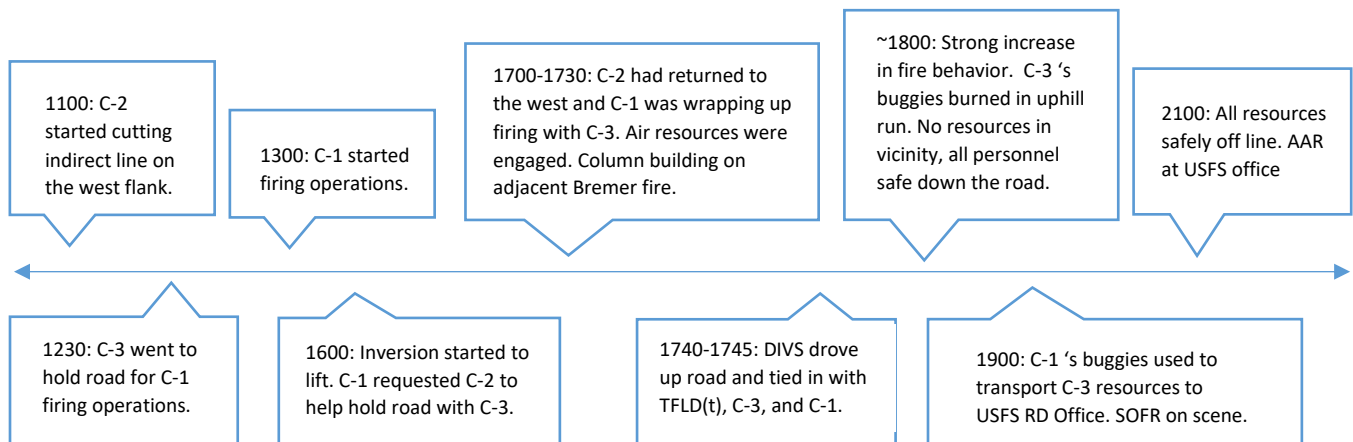 1100: C-2
started cutting
indirect line on
the west flank.
1230: C-3 went to
hold road for C-1
firing operations.
1300: C-1 started
firing operations.
1600: Inversion started to
lift. C-1 requested C-2 to
help hold road with C-3.
1700-1730: C-2 had returned to
the west and C-1 was wrapping up
firing with C-3. Air resources were
engaged. Column building on
adjacent Bremer fire.
1740-1745: DIVS drove
up road and tied in with
TFLD(t), C-3, and C-1.
~1800: Strong increase
in fire behavior.  C-3 ‘s
buggies burned in uphill
run. No resources in
vicinity, all personnel
safe down the road.
1900: C-1 ‘s buggies used to
transport C-3 resources to
USFS RD Office. SOFR on scene.
2100: All resources
safely off line. AAR
at USFS office